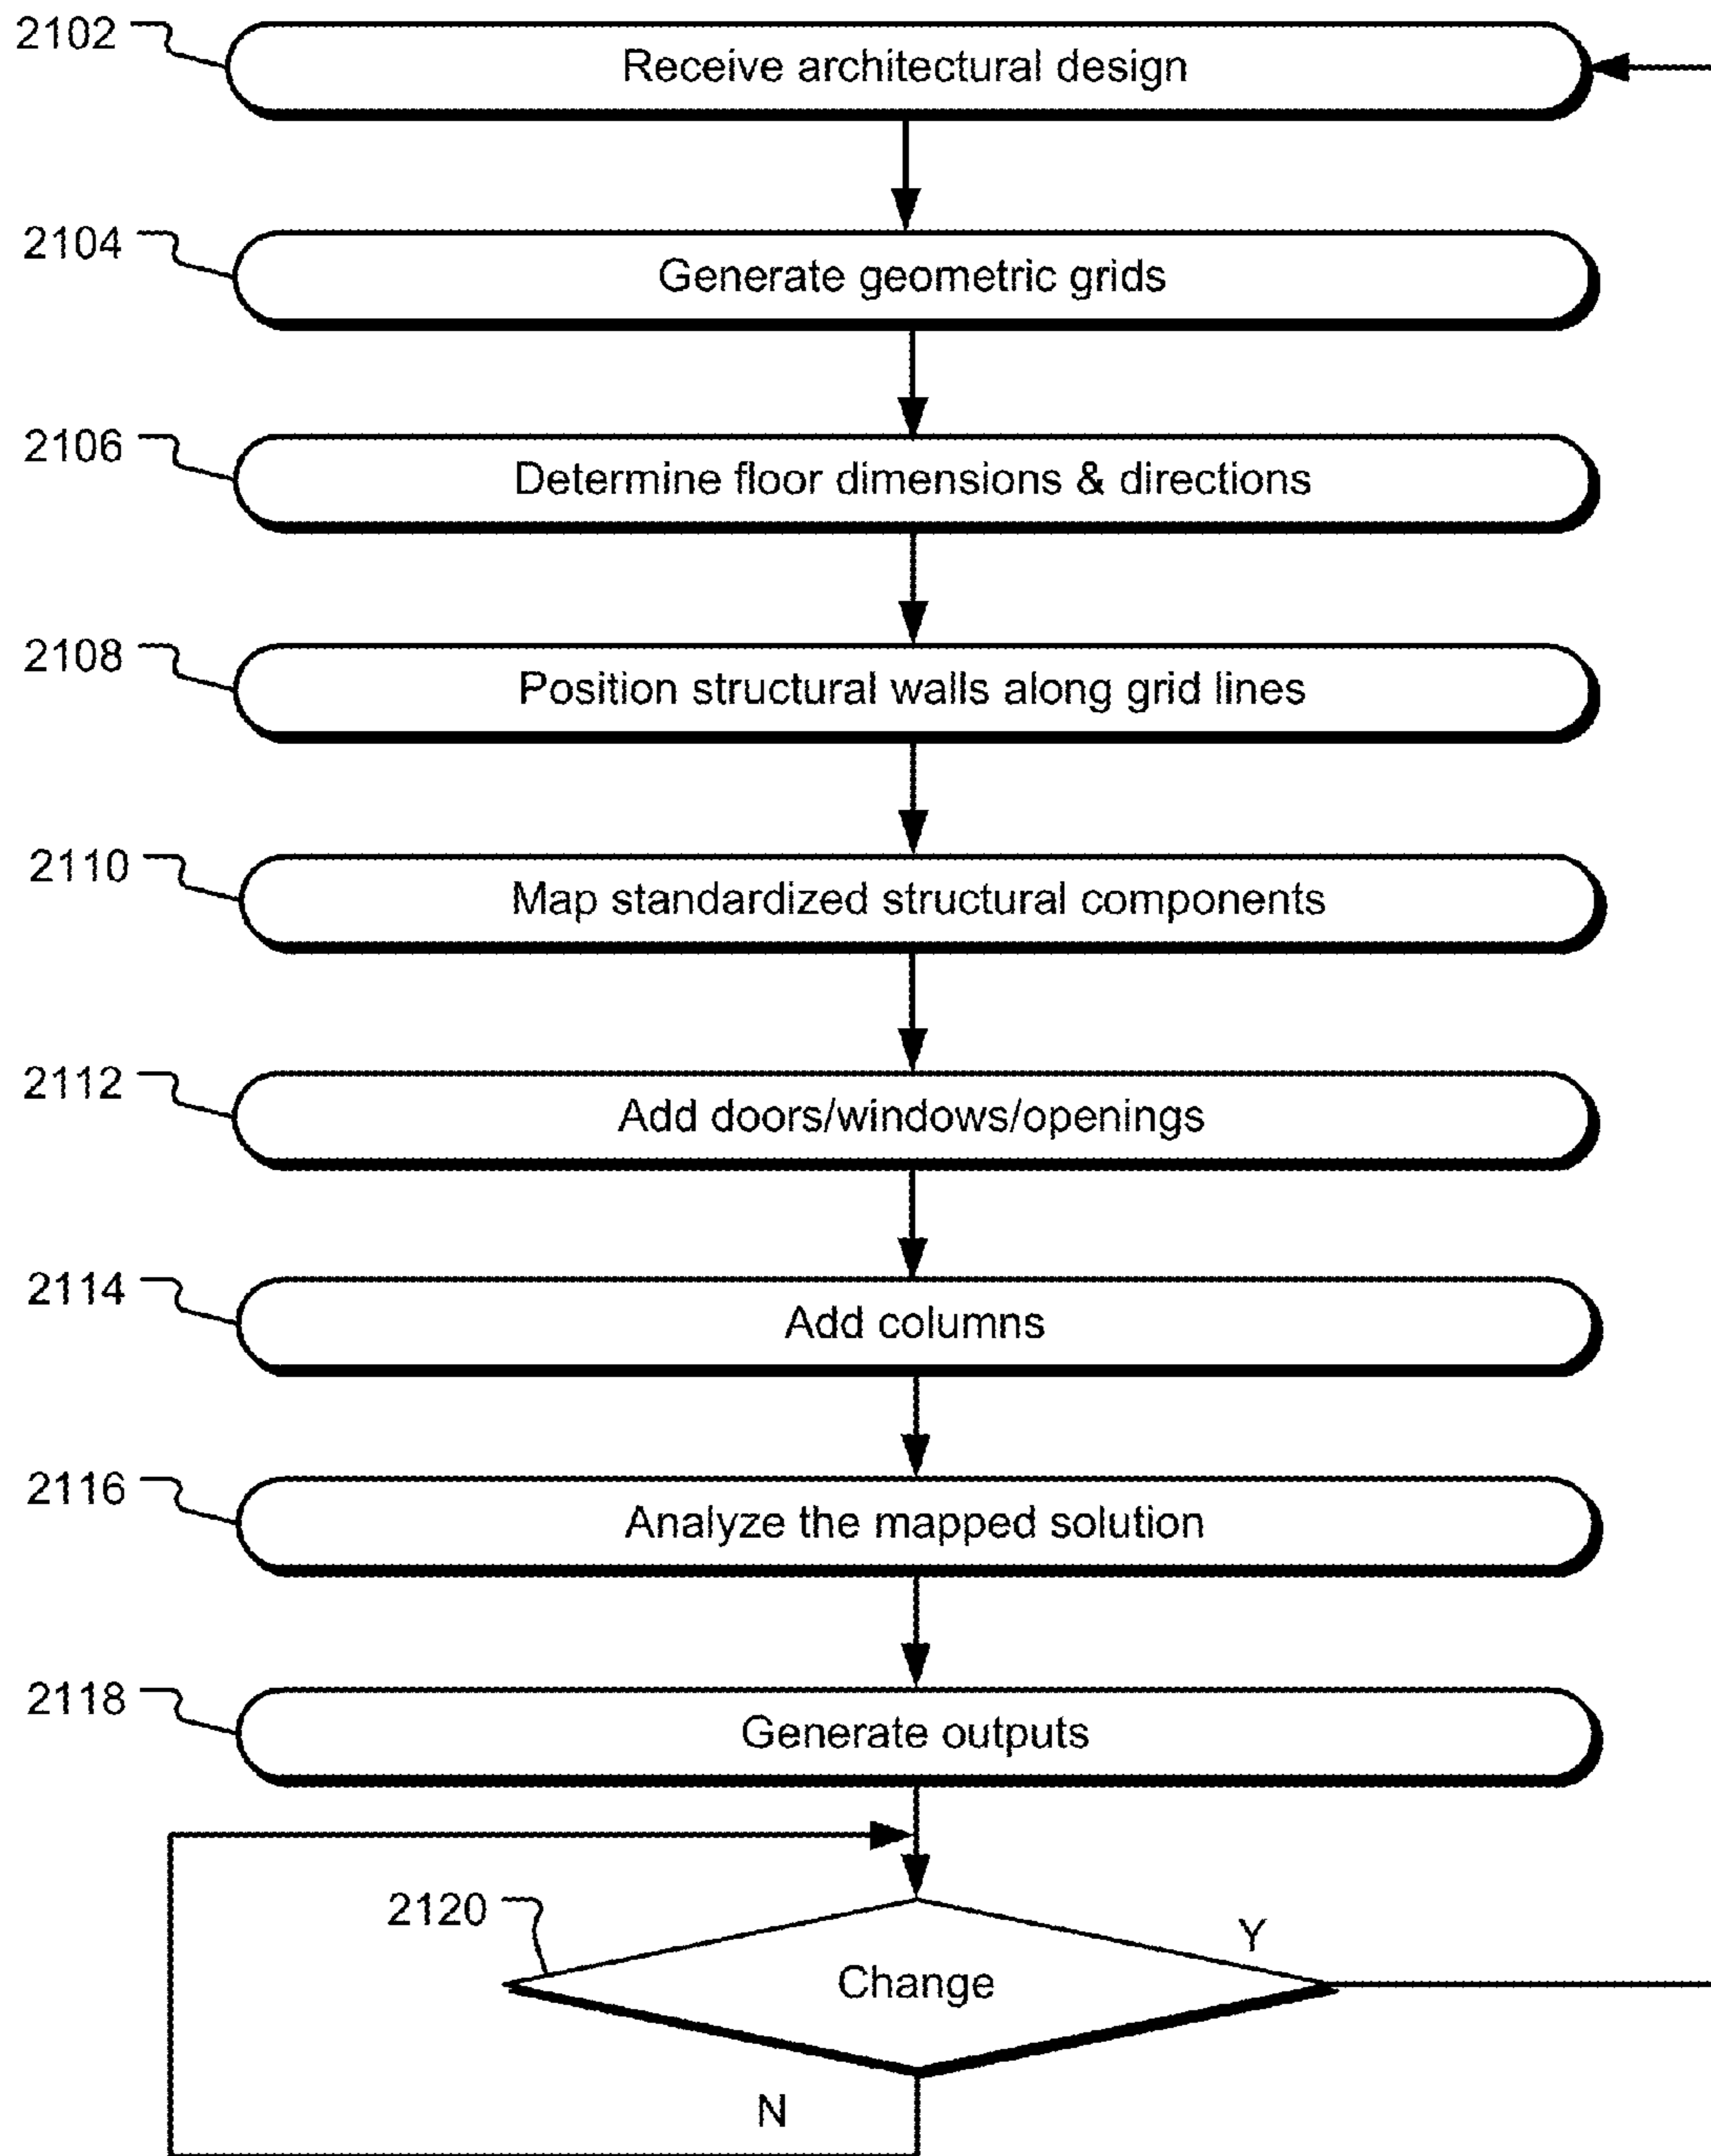 2102
Receive architectural design
2104
Generate geometric grids
2106
Determine floor dimensions & directions
2108
Position structural walls along grid lines
2110
Map standardized structural components
2112
Add doors/windows/openings
2114
Add columns
2116
Analyze the mapped solution
2118
Generate outputs
2120
Y
Change
N